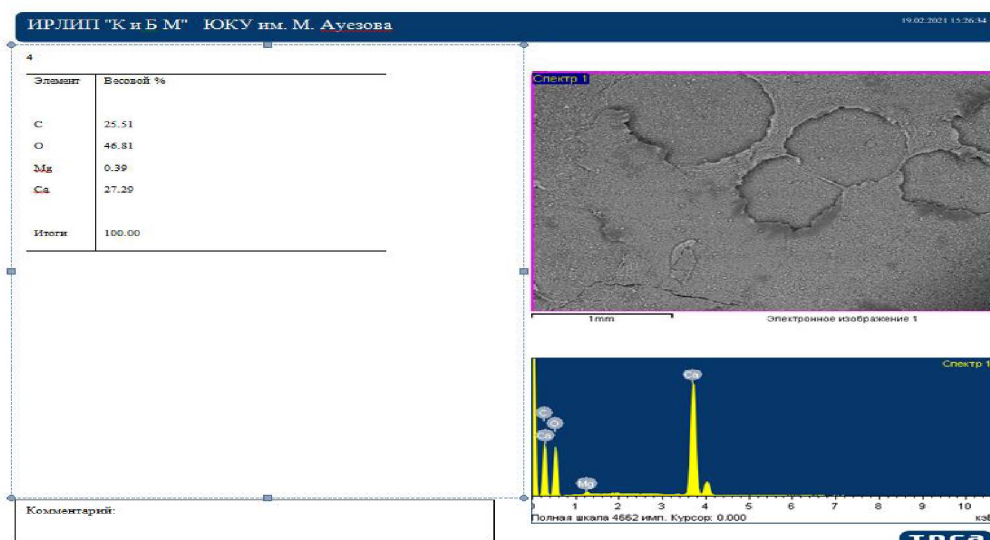 ИРЛИП "К и Б М" ЮКУ им. М. Ауезова
19.02.2021 15:26:34
4
Элемент Весовой %
C 25.51
O 46.81
Mg 0.39
Ca 27.29
Итоги 100.00
Комментарий:
Спектр 1
1mm Электронное изображение 1
Спектр 1
Ca
C
O
Ca
Mg
0 1 2 3 4 5 6 7 8 9 10
Полная шкала 4662 имп. Курсор: 0.000 кэВ